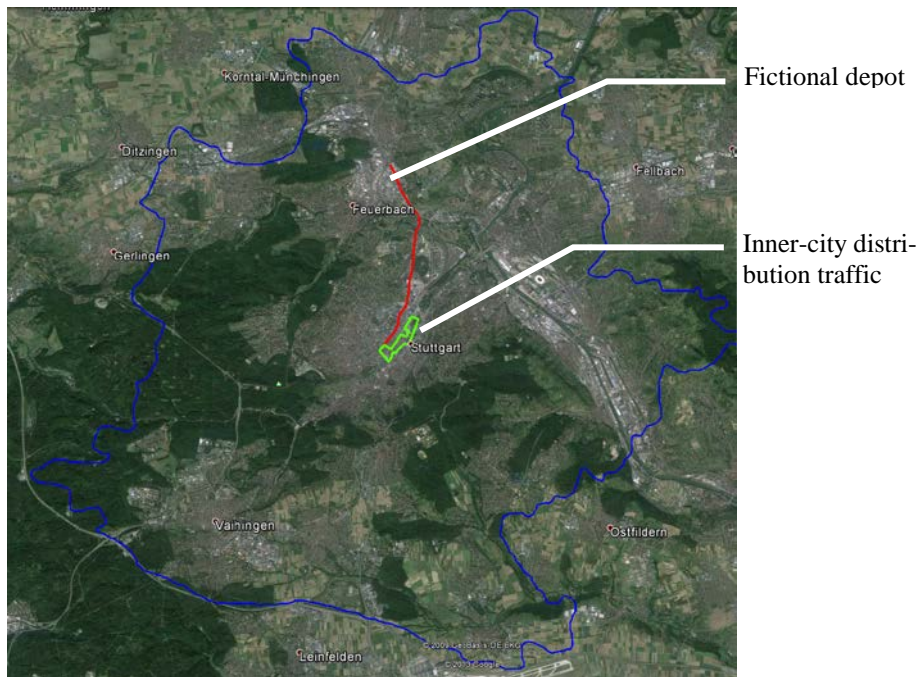 Korntal-Münchingen
Fictional depot
Ditzingen
Fellbach
Feuerbach
Gerlingen
Inner-city distri-
bution traffic
Stuttgart
Vaihingen
Ostfildern
Leinfelden